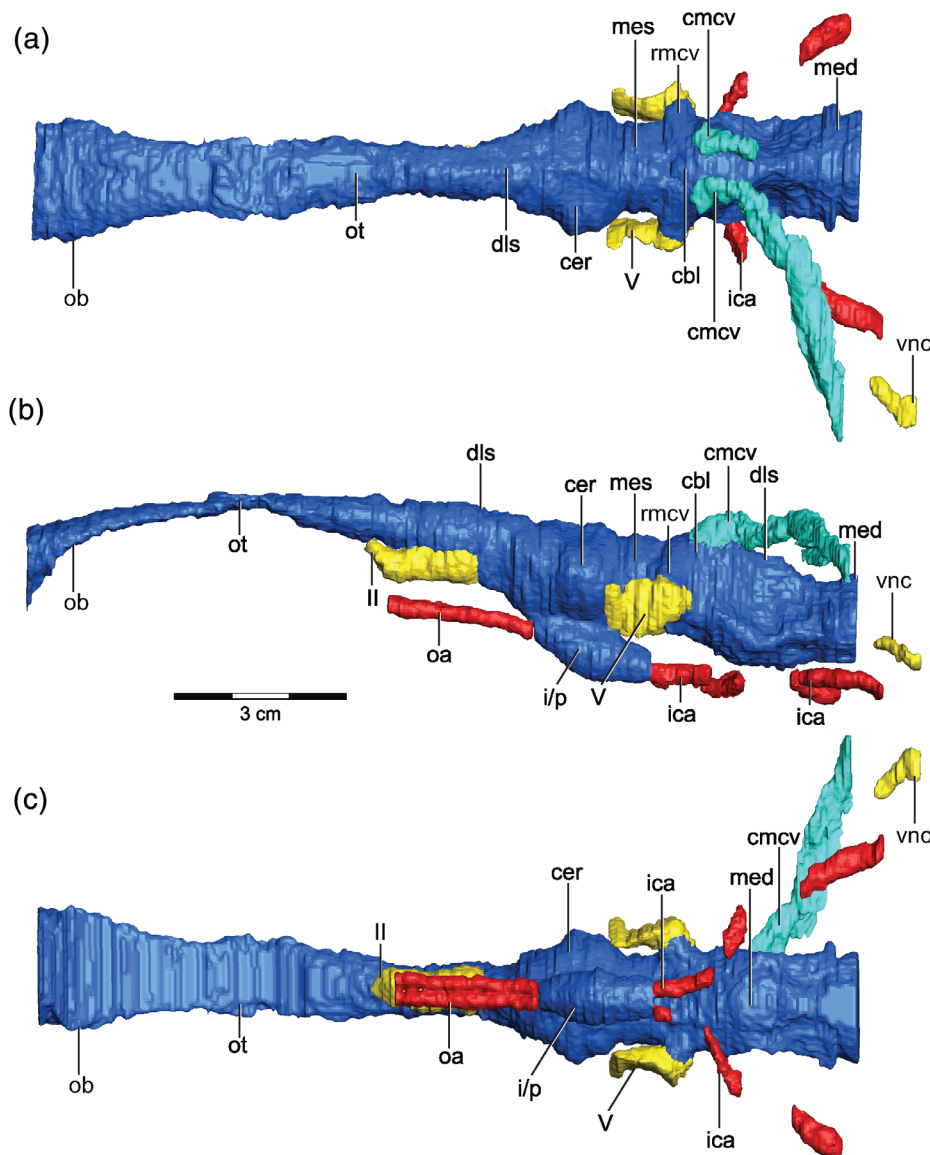 (a)
mes
cmcv
rmcv
med
ot
dls
cer
V
cbl
ica
ob
cmcv
vnc
(b)
dls
cer
mes
cbl
cmcv
dls
rmcv
med
ot
vnc
ob
II
oa
i/p
V
ica
ica
3 cm
(c)
cmcv
vnc
cer
ica
med
II
ot
oa
ob
i/p
V
ica